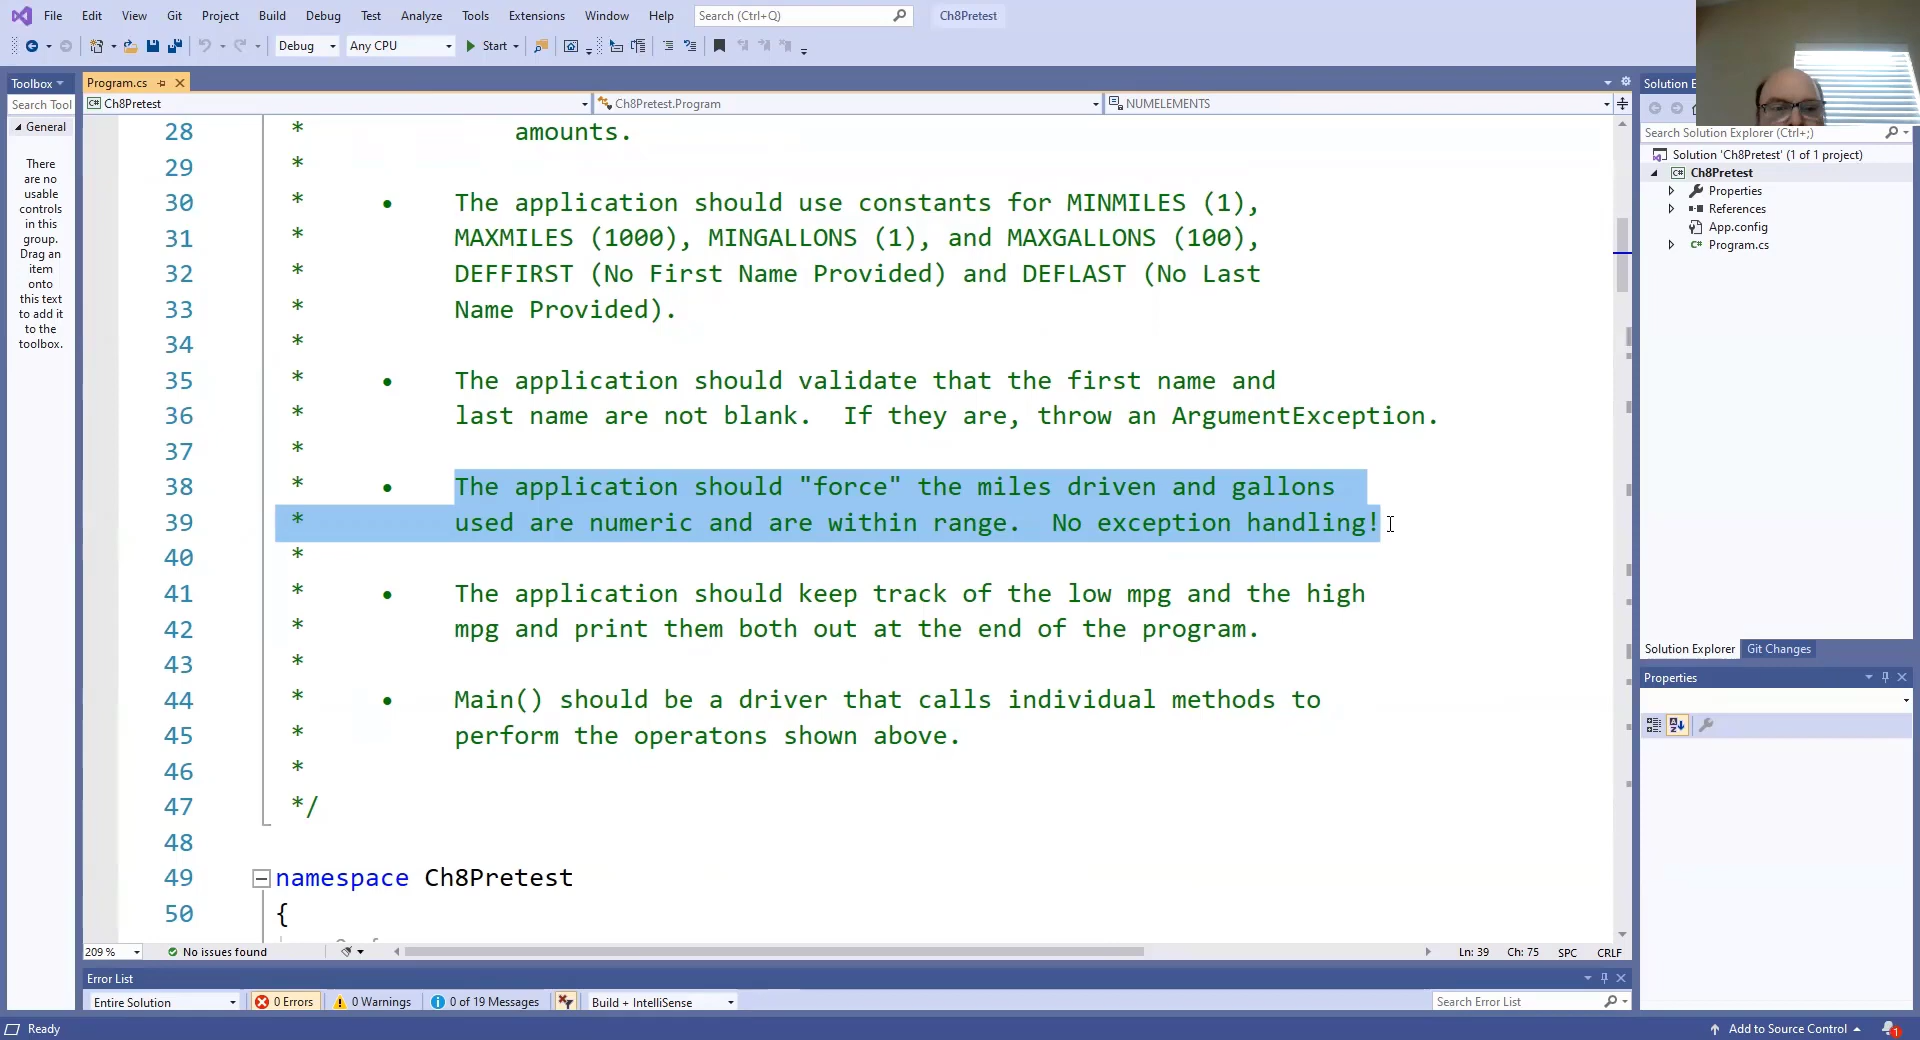 File Edit View Git Project Build Debug Test Analyze Tools Extensions Window Help Search (Ctrl+Q) Ch8Pretest
Debug Any CPU Start
Toolbox Program.cs Solution E
Search Tool Ch8Pretest Ch8Pretest.Program NUMELEMENTS
General
There
are no
usable
controls
in this
group.
Drag an
item
onto
this text
to add it
to the
toolbox.
28 * amounts.
29 *
30 * • The application should use constants for MINMILES (1),
31 * MAXMILES (1000), MINGALLONS (1), and MAXGALLONS (100),
32 * DEFFIRST (No First Name Provided) and DEFLAST (No Last
33 * Name Provided).
34 *
35 * • The application should validate that the first name and
36 * last name are not blank.  If they are, throw an ArgumentException.
37 *
38 * • The application should "force" the miles driven and gallons
39 * used are numeric and are within range.  No exception handling!
40 *
41 * • The application should keep track of the low mpg and the high
42 * mpg and print them both out at the end of the program.
43 *
44 * • Main() should be a driver that calls individual methods to
45 * perform the operatons shown above.
46 *
47 */
48
49 namespace Ch8Pretest
50 {
209 % No issues found Ln: 39 Ch: 75 SPC CRLF
Search Solution Explorer (Ctrl+;)
Solution 'Ch8Pretest' (1 of 1 project)
Ch8Pretest
Properties
References
App.config
Program.cs
Solution Explorer Git Changes
Properties
Error List
Entire Solution 0 Errors 0 Warnings 0 of 19 Messages Build + IntelliSense Search Error List
Ready Add to Source Control 1